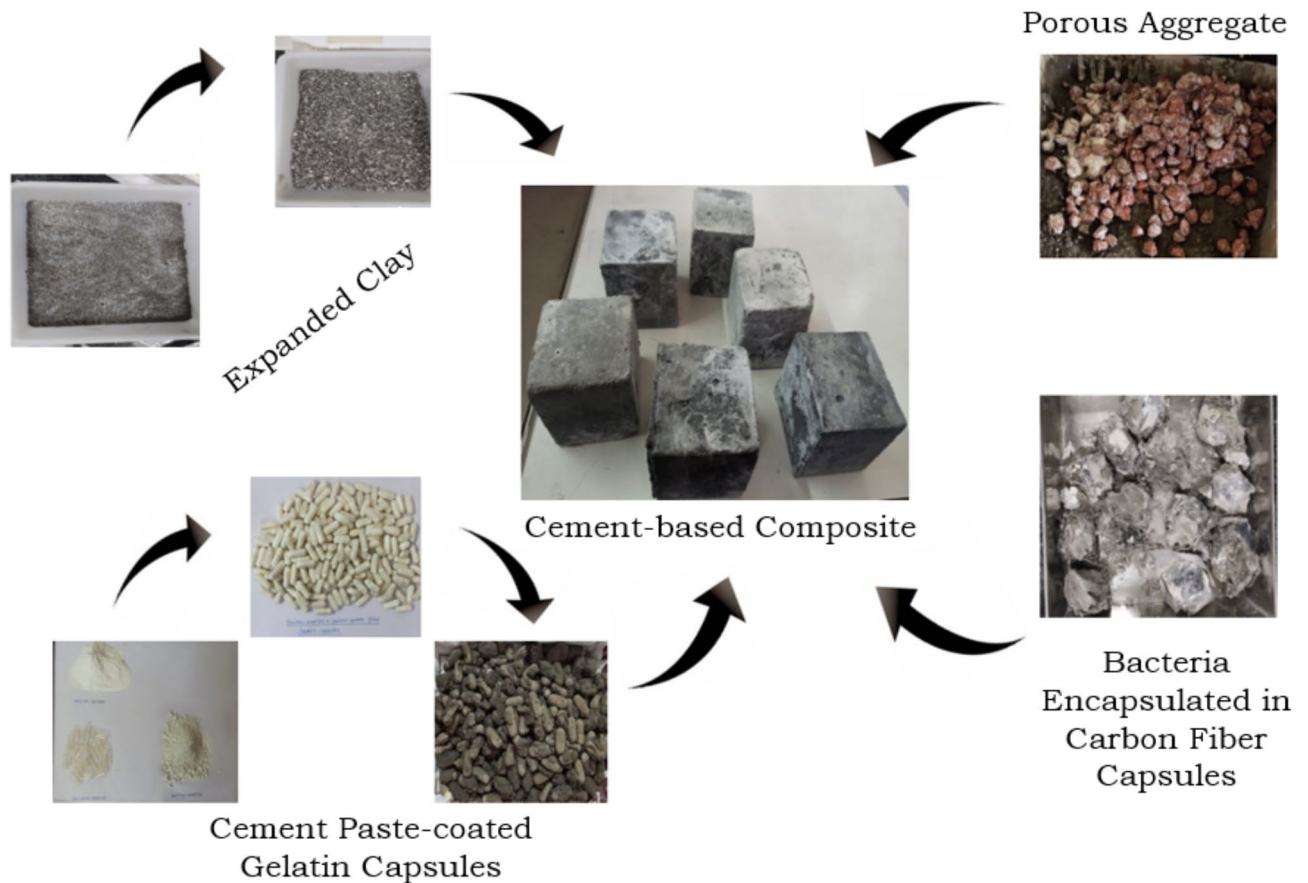 Porous Aggregate
Expanded Clay
Cement-based Composite
Bacteria
Encapsulated in
Carbon Fiber
Capsules
Cement Paste-coated
Gelatin Capsules